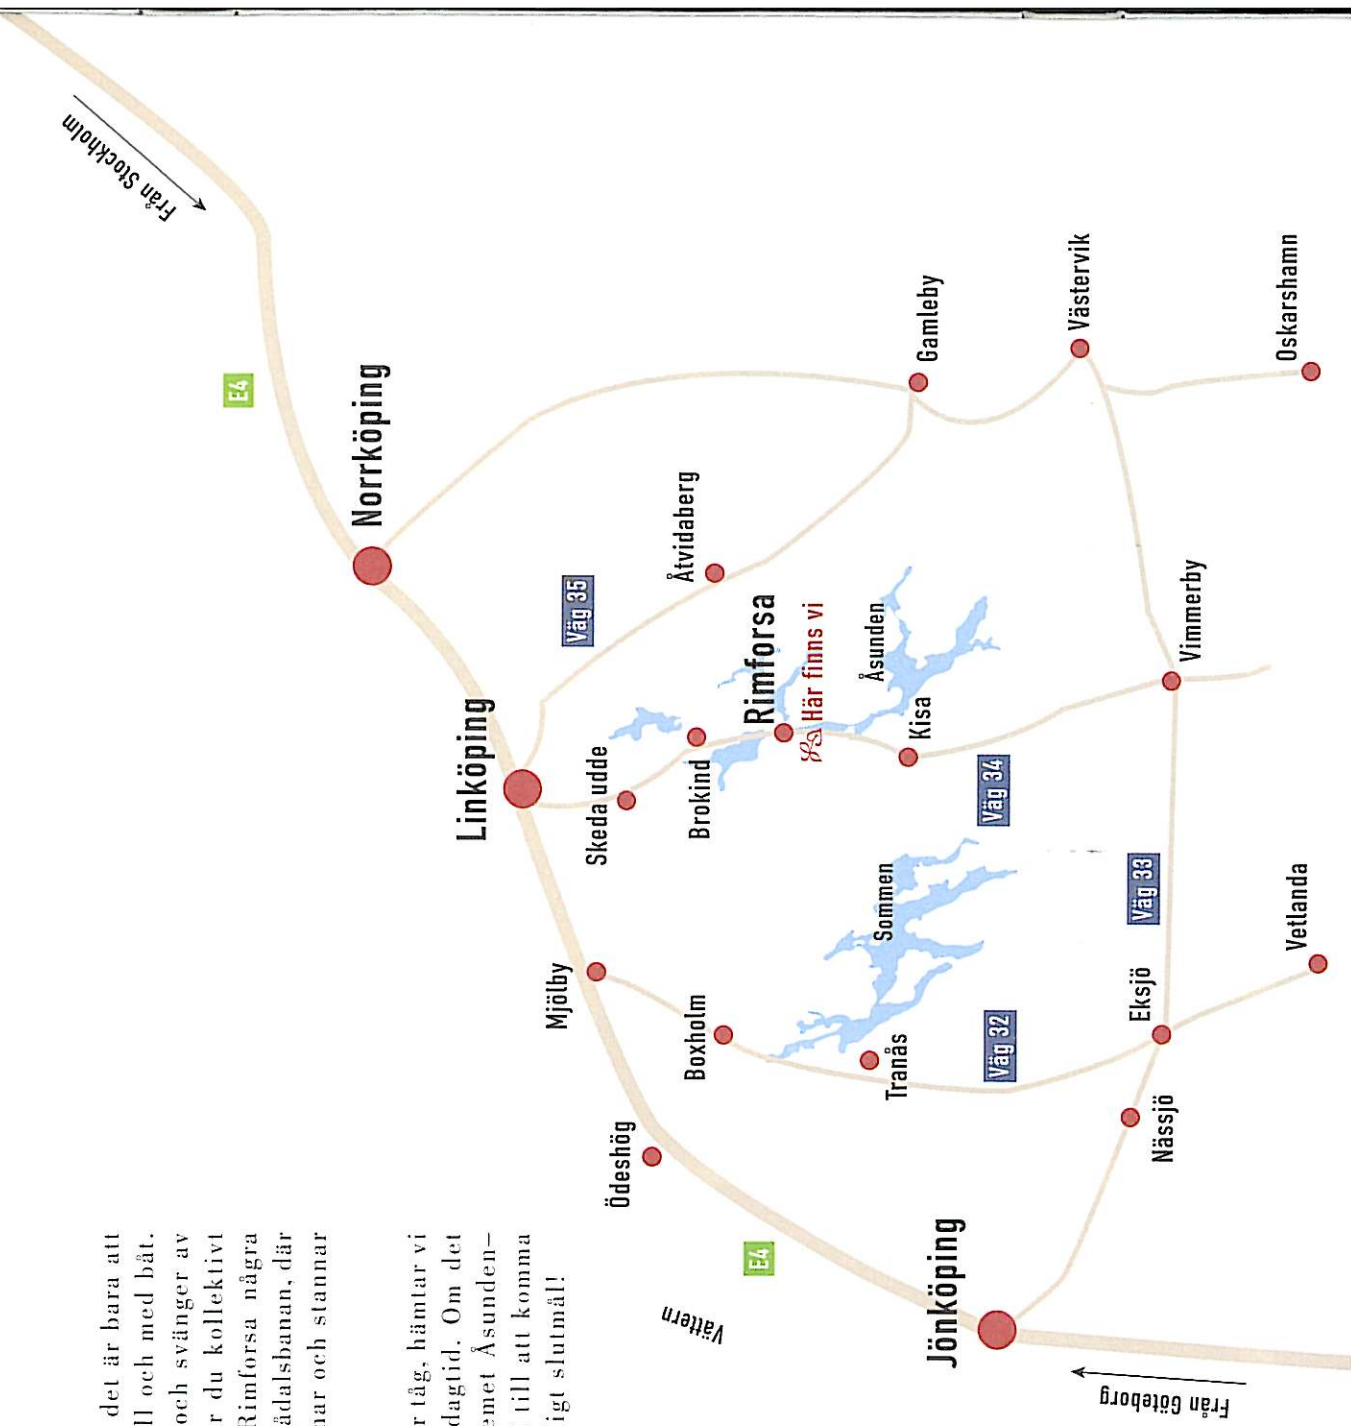 det är bara att
ll och med båt.
och svänger av
r du kollektivt
Rimforsa några
ådalsbanan, där
nar och stannar
r tåg, hämtar vi
dagtid. Om det
emet Åsunden–
till att komma
igt slutmål!
Från Stockholm
E4
Norrköping
Linköping
Väg 35
Åtvidaberg
Gamleby
Västervik
Oskarshamn
Skeda udde
Brokind
Rimforsa
Här finns vi
Åsunden
Kisa
Vimmerby
Väg 34
Mjölby
Boxholm
Sommen
Tranås
Väg 32
Väg 33
Eksjö
Vetlanda
Nässjö
Ödeshög
E4
Vättern
Jönköping
Från Göteborg